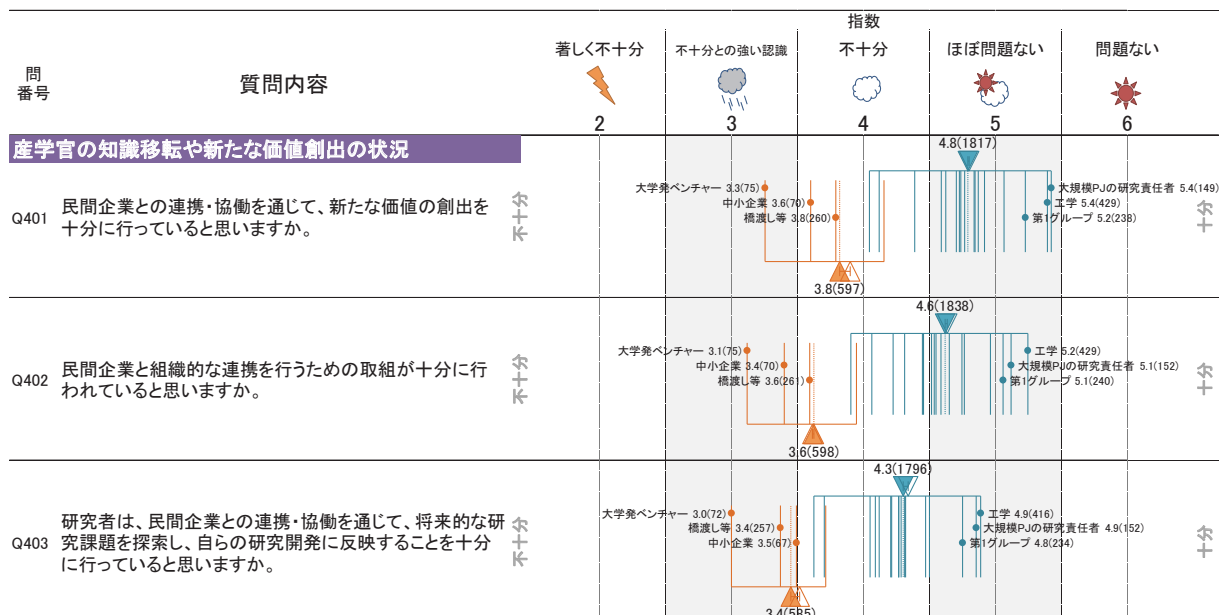 指数
著しく不十分
不十分との強い認識
不十分
ほぼ問題ない
問題ない
問
番号
質問内容
2
3
4
5
6
産学官の知識移転や新たな価値創出の状況
4.8(1817)
Q401
民間企業との連携・協働を通じて、新たな価値の創出を
十分に行っていると思いますか。
不十分
大学発ベンチャー 3.3(75)
中小企業 3.6(70)
橋渡し等 3.8(260)
大規模PJの研究責任者 5.4(149)
工学 5.4(429)
第1グループ 5.2(238)
十分
3.8(597)
4.6(1838)
Q402
民間企業と組織的な連携を行うための取組が十分に行
われていると思いますか。
不十分
大学発ベンチャー 3.1(75)
中小企業 3.4(70)
橋渡し等 3.6(261)
工学 5.2(429)
大規模PJの研究責任者 5.1(152)
第1グループ 5.1(240)
十分
3.6(598)
4.3(1796)
Q403
研究者は、民間企業との連携・協働を通じて、将来的な研
究課題を探索し、自らの研究開発に反映することを十分
に行っていると思いますか。
不十分
大学発ベンチャー 3.0(72)
橋渡し等 3.4(257)
中小企業 3.5(67)
工学 4.9(416)
大規模PJの研究責任者 4.9(152)
第1グループ 4.8(234)
十分
3.4(585)